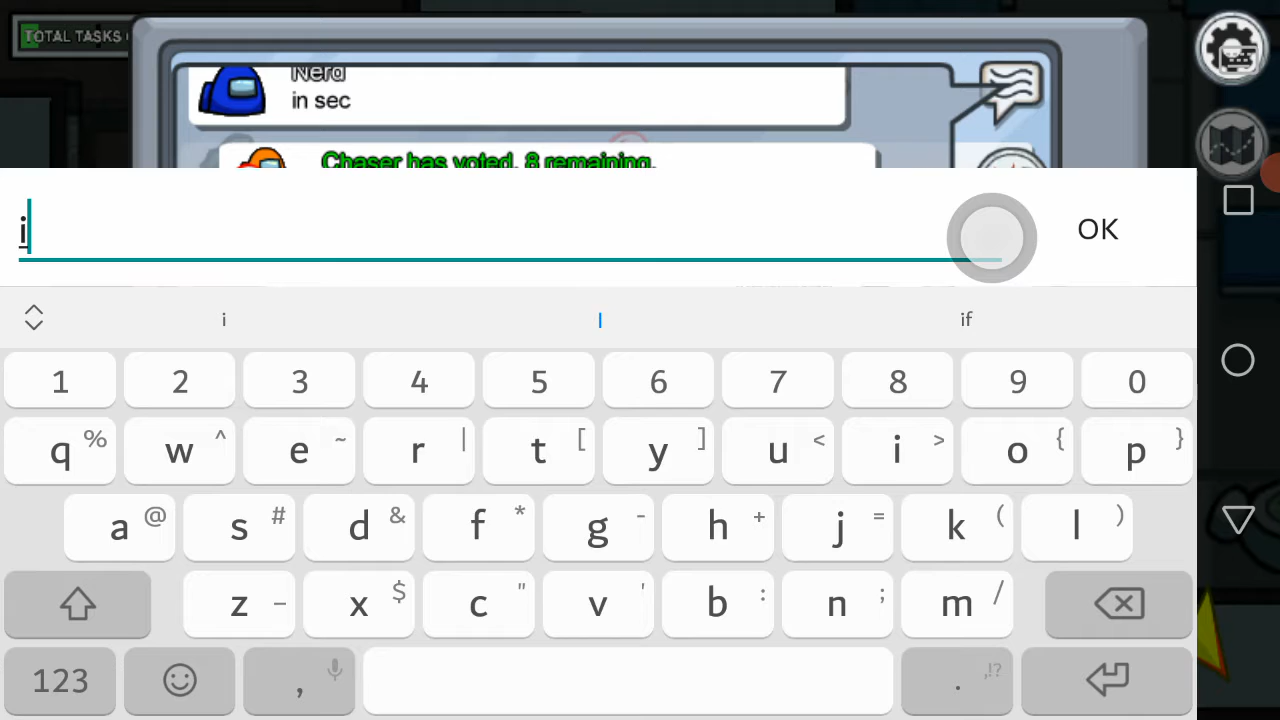 TOTAL TASKS
Nerd
in sec
Chaser has voted. 8 remaining.
i
OK
i I if
1 2 3 4 5 6 7 8 9 0
q % w ^ e ~ r | t [ y ] u < i > o { p }
a @ s # d & f * g - h + j = k ( l )
z – x $ c " v ' b : n ; m /
123 , . ,!?